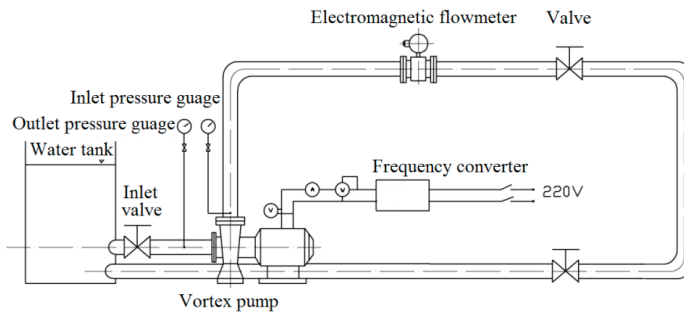 Electromagnetic flowmeter
Valve
Inlet pressure guage
Outlet pressure guage
Water tank
Frequency converter
Inlet
valve
A
W
V
220V
Vortex pump